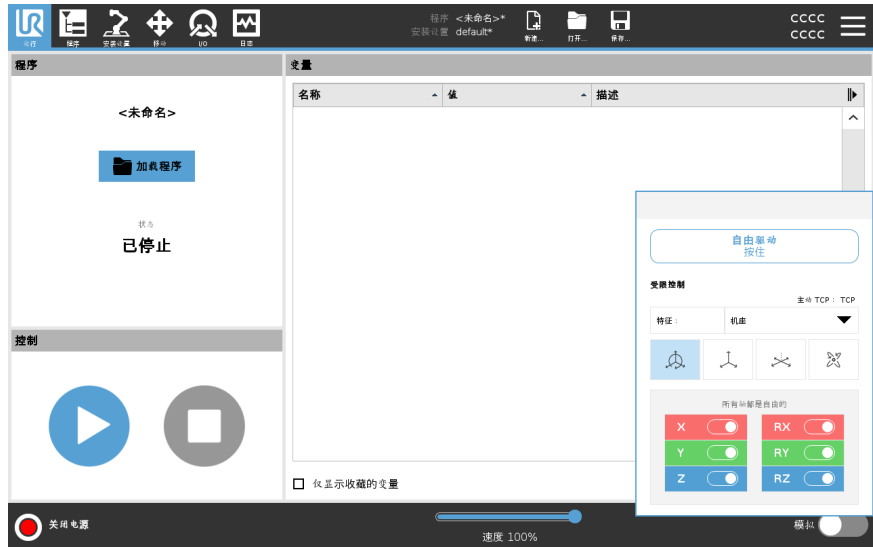 UR
运行
程序
安装设置
移动
I/O
日志
程序 <未命名>*
安装设置 default*
新建...
打开...
保存...
CCCC
CCCC
程序
<未命名>
加载程序
状态
已停止
控制
变量
名称 值 描述
仅显示收藏的变量
自由驱动
按住
受限控制
主动 TCP： TCP
特征： 机座
所有轴都是自由的
X RX
Y RY
Z RZ
关闭电源
速度 100%
模拟